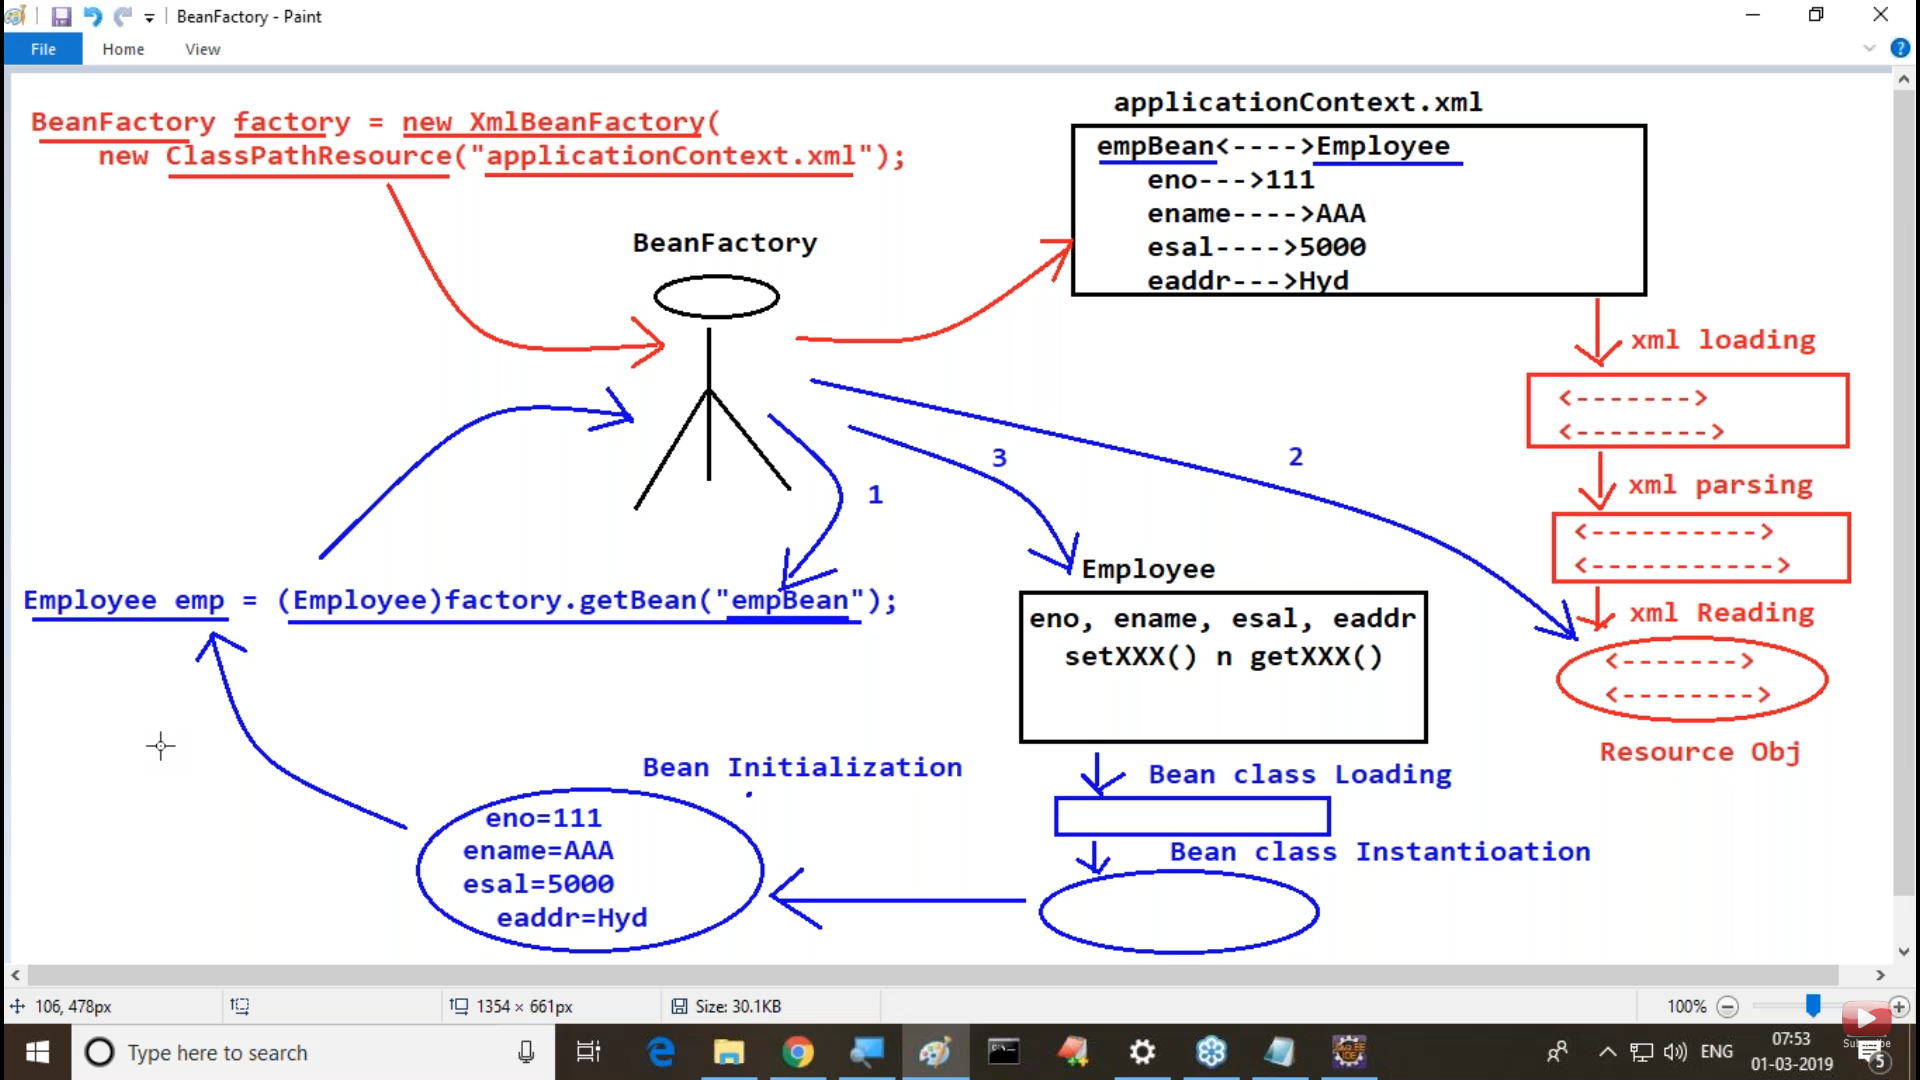 BeanFactory - Paint
File Home View
BeanFactory factory = new XmlBeanFactory(
new ClassPathResource("applicationContext.xml");
applicationContext.xml
empBean<---->Employee
eno--->111
ename---->AAA
esal---->5000
eaddr--->Hyd
BeanFactory
xml loading
<------->
<-------->
xml parsing
<---------->
<----------->
xml Reading
<------->
<-------->
Resource Obj
1
3
2
Employee emp = (Employee)factory.getBean("empBean");
Employee
eno, ename, esal, eaddr
setXXX() n getXXX()
Bean class Loading
Bean class Instantioation
Bean Initialization
eno=111
ename=AAA
esal=5000
eaddr=Hyd
106, 478px
1354 × 661px
Size: 30.1KB
100%
Type here to search
ENG
07:53
01-03-2019
5